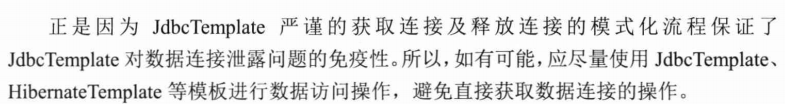 正是因为 JdbcTemplate 严谨的获取连接及释放连接的模式化流程保证了
JdbcTemplate 对数据连接泄露问题的免疫性。所以，如有可能，应尽量使用 JdbcTemplate、
HibernateTemplate 等模板进行数据访问操作，避免直接获取数据连接的操作。